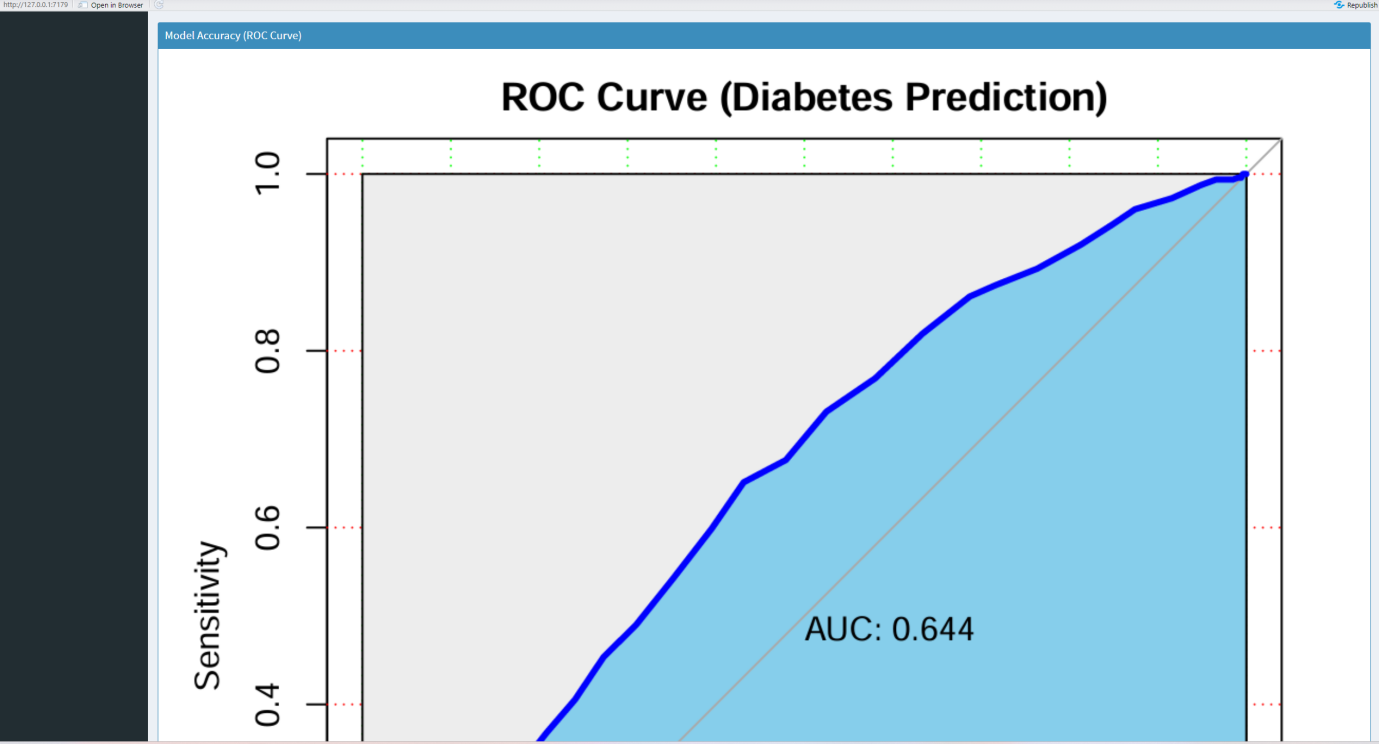 http://127.0.0.1:7179 Open in Browser Republish
Model Accuracy (ROC Curve)
ROC Curve (Diabetes Prediction)
1.0
0.8
0.6
0.4
Sensitivity
AUC: 0.644